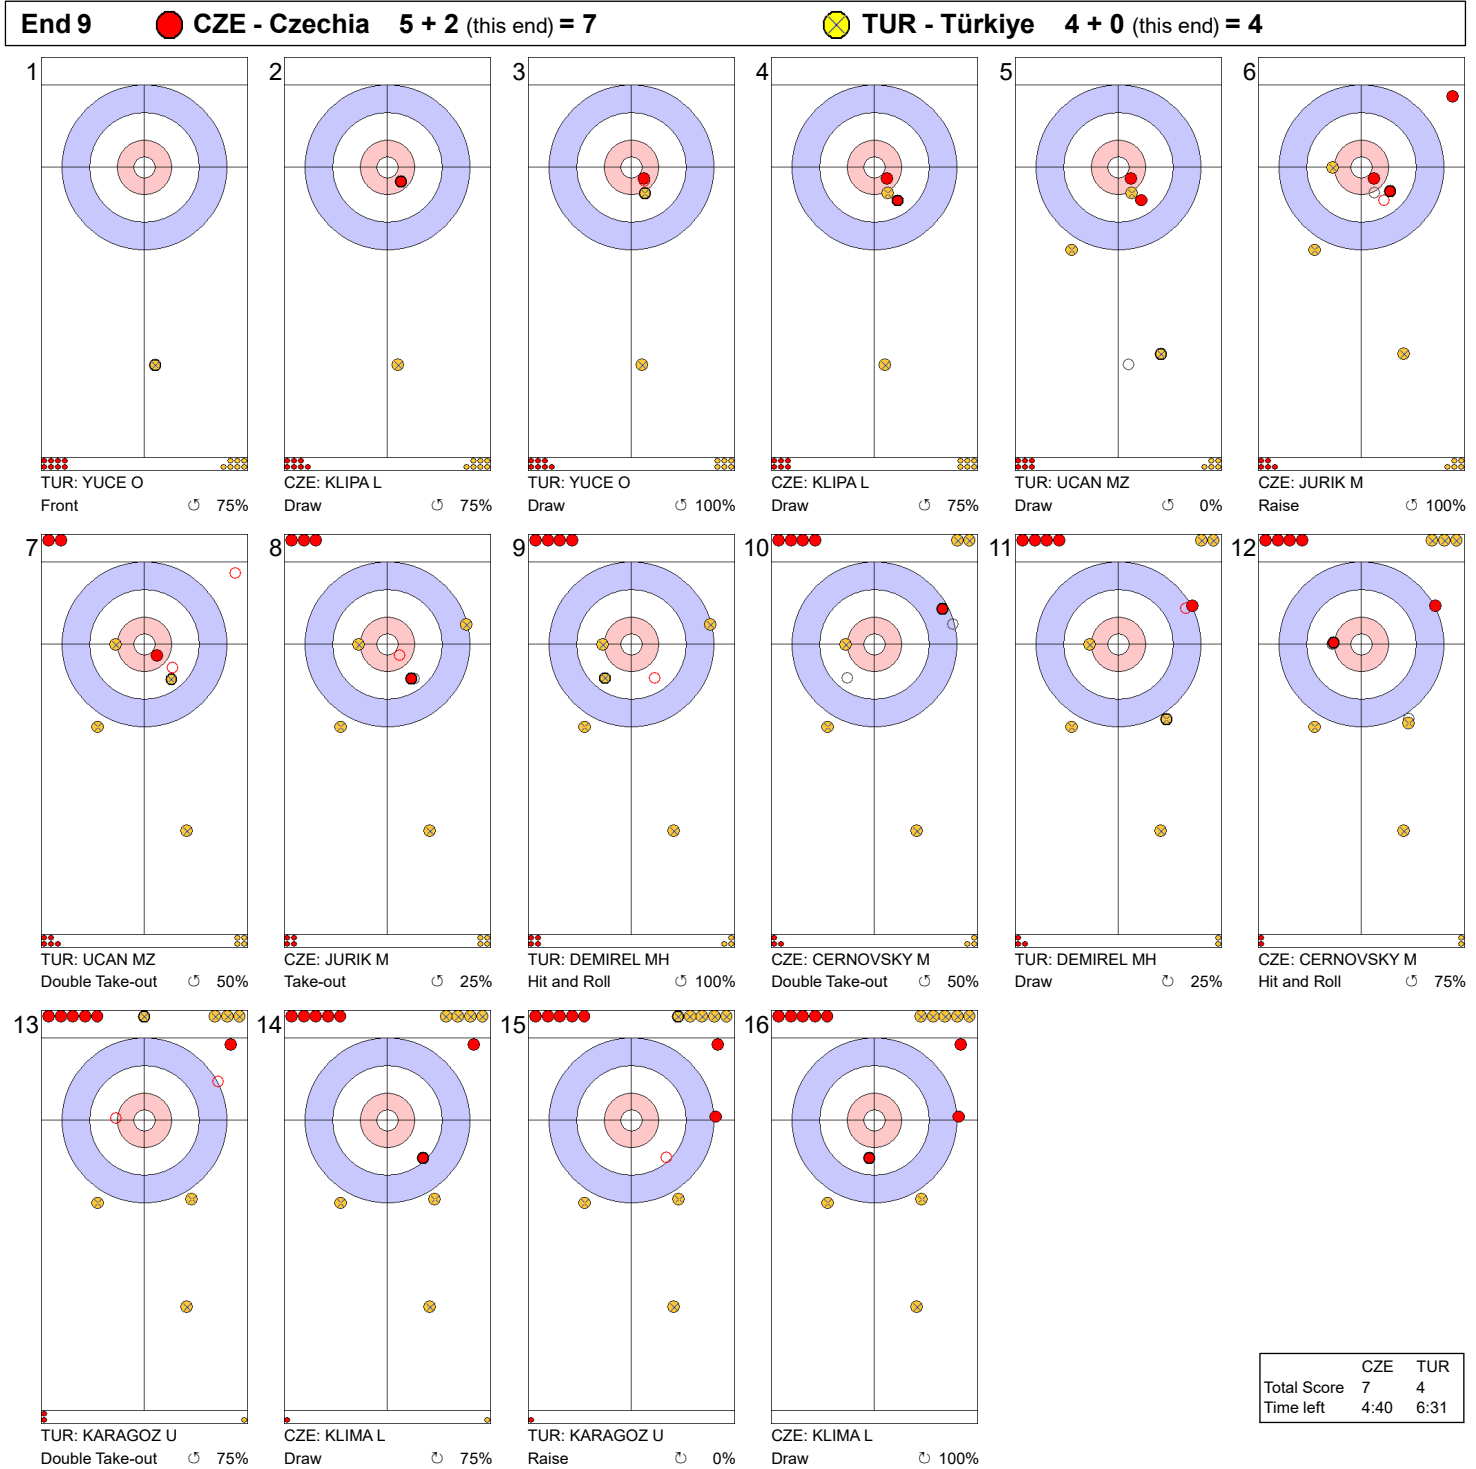 End 9 CZE - Czechia 5 + 2 (this end) = 7 TUR - Türkiye 4 + 0 (this end) = 4
1 2 3 4 5 6
TUR: YUCE O CZE: KLIPA L TUR: YUCE O CZE: KLIPA L TUR: UCAN MZ CZE: JURIK M
Front 75% Draw 75% Draw 100% Draw 75% Draw 0% Raise 100%
7 8 9 10 11 12
TUR: UCAN MZ CZE: JURIK M TUR: DEMIREL MH CZE: CERNOVSKY M TUR: DEMIREL MH CZE: CERNOVSKY M
Double Take-out 50% Take-out 25% Hit and Roll 100% Double Take-out 50% Draw 25% Hit and Roll 75%
13 14 15 16
TUR: KARAGOZ U CZE: KLIMA L TUR: KARAGOZ U CZE: KLIMA L
Double Take-out 75% Draw 75% Raise 0% Draw 100%
CZE TUR
Total Score 7 4
Time left 4:40 6:31